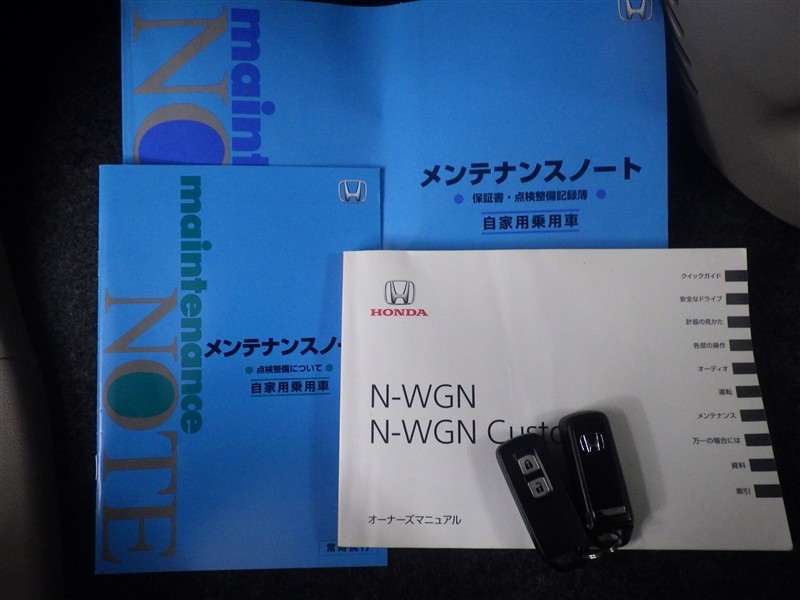 maint
NO
メンテナンスノート
保証書・点検整備記録簿
自家用乗用車
maintenance
NOTE
メンテナンスノ
点検整備について
自家用乗用車
HONDA
N-WGN
N-WGN Custo
オーナーズマニュアル
クイックガイド
安全なドライブ
計器の見かた
各部の操作
オーディオ
運転
メンテナンス
万一の場合には
資料
索引